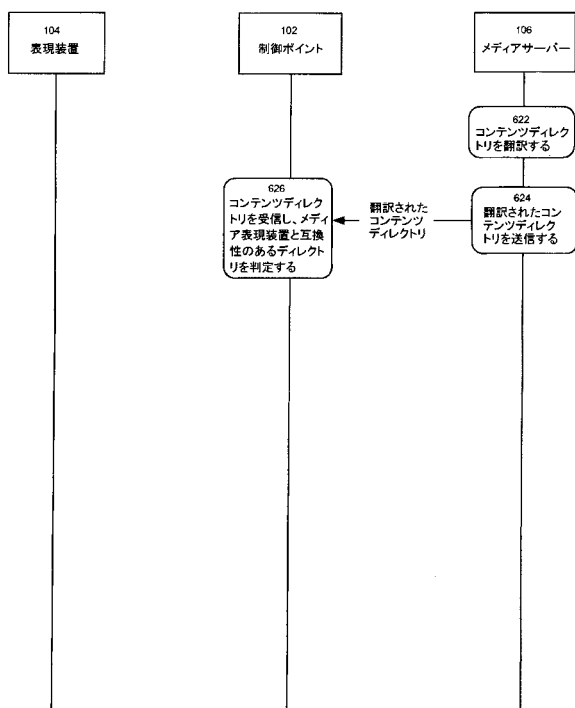 104
表現装置
102
制御ポイント
106
メディアサーバー
622
コンテンツディレク
トリを翻訳する
626
コンテンツディレク
トリを受信し、メディ
ア表現装置と互換
性のあるディレクト
リを判定する
翻訳された
コンテンツ
ディレクトリ
624
翻訳されたコン
テンツディレク
トリを送信する